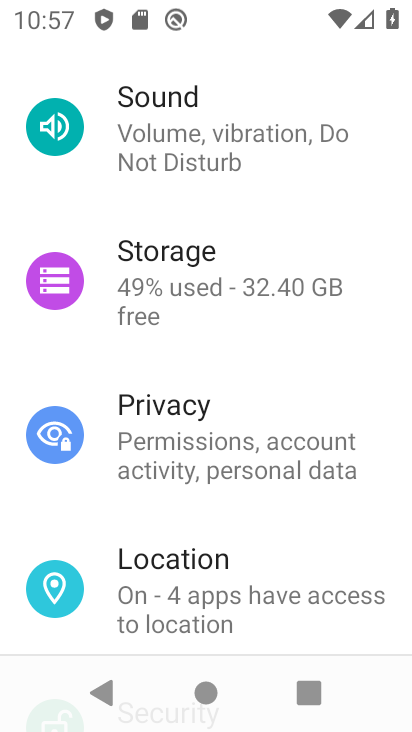 10:57
Sound
Volume, vibration, Do
Not Disturb
Storage
49% used - 32.40 GB
free
Privacy
Permissions, account
activity, personal data
Location
On - 4 apps have access
to location
Security